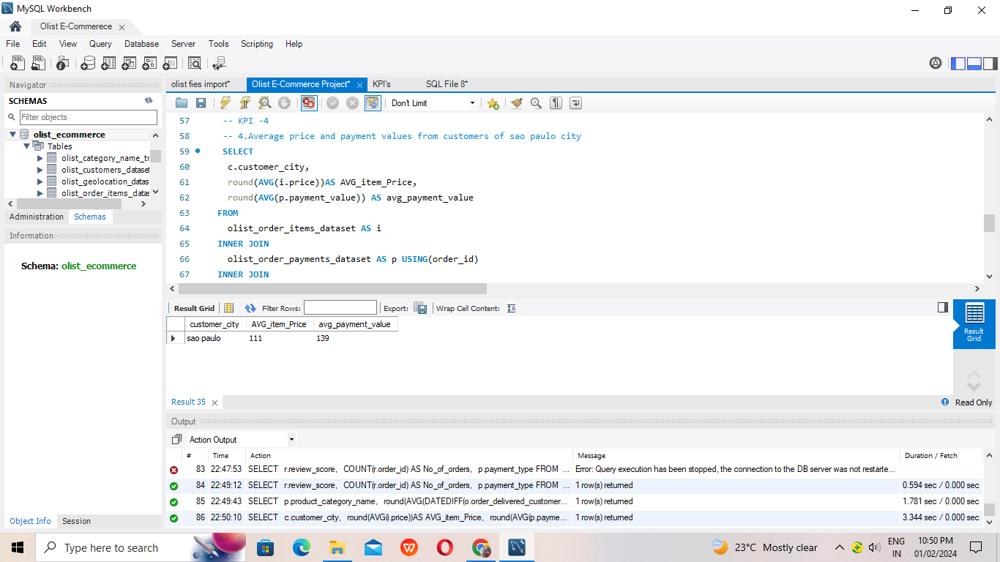 MySQL Workbench
Olist E-Commerece
File Edit View Query Database Server Tools Scripting Help
Navigator
SCHEMAS
Filter objects
olist_ecommerce
Tables
olist_category_name_tr
olist_customers_dataset
olist_geolocation_datas
olist_order_items_datas
Administration Schemas
Information
Schema: olist_ecommerce
Object Info Session
olist fies import* Olist E-Commerce Project* KPI's SQL File 8*
Don't Limit
57 -- KPI -4
58 -- 4.Average price and payment values from customers of sao paulo city
59 SELECT
60 c.customer_city,
61 round(AVG(i.price))AS AVG_item_Price,
62 round(AVG(p.payment_value)) AS avg_payment_value
63 FROM
64 olist_order_items_dataset AS i
65 INNER JOIN
66 olist_order_payments_dataset AS p USING(order_id)
67 INNER JOIN
Result Grid Filter Rows: Export: Wrap Cell Content:
customer_city AVG_item_Price avg_payment_value
sao paulo 111 139
Result Grid
Result 35
Read Only
Output
Action Output
# Time Action Message Duration / Fetch
83 22:47:53 SELECT r.review_score, COUNT(r.order_id) AS No_of_orders, p.payment_type FROM ... Error: Query execution has been stopped, the connection to the DB server was not restarte...
84 22:49:12 SELECT r.review_score, COUNT(r.order_id) AS No_of_orders, p.payment_type FROM ... 1 row(s) returned 0.594 sec / 0.000 sec
85 22:49:43 SELECT p.product_category_name, round(AVG(DATEDIFF(o.order_delivered_customer... 1 row(s) returned 1.781 sec / 0.000 sec
86 22:50:10 SELECT c.customer_city, round(AVG(i.price))AS AVG_item_Price, round(AVG(p.payme... 1 row(s) returned 3.344 sec / 0.000 sec
Type here to search
23°C Mostly clear
ENG
IN
10:50 PM
01/02/2024